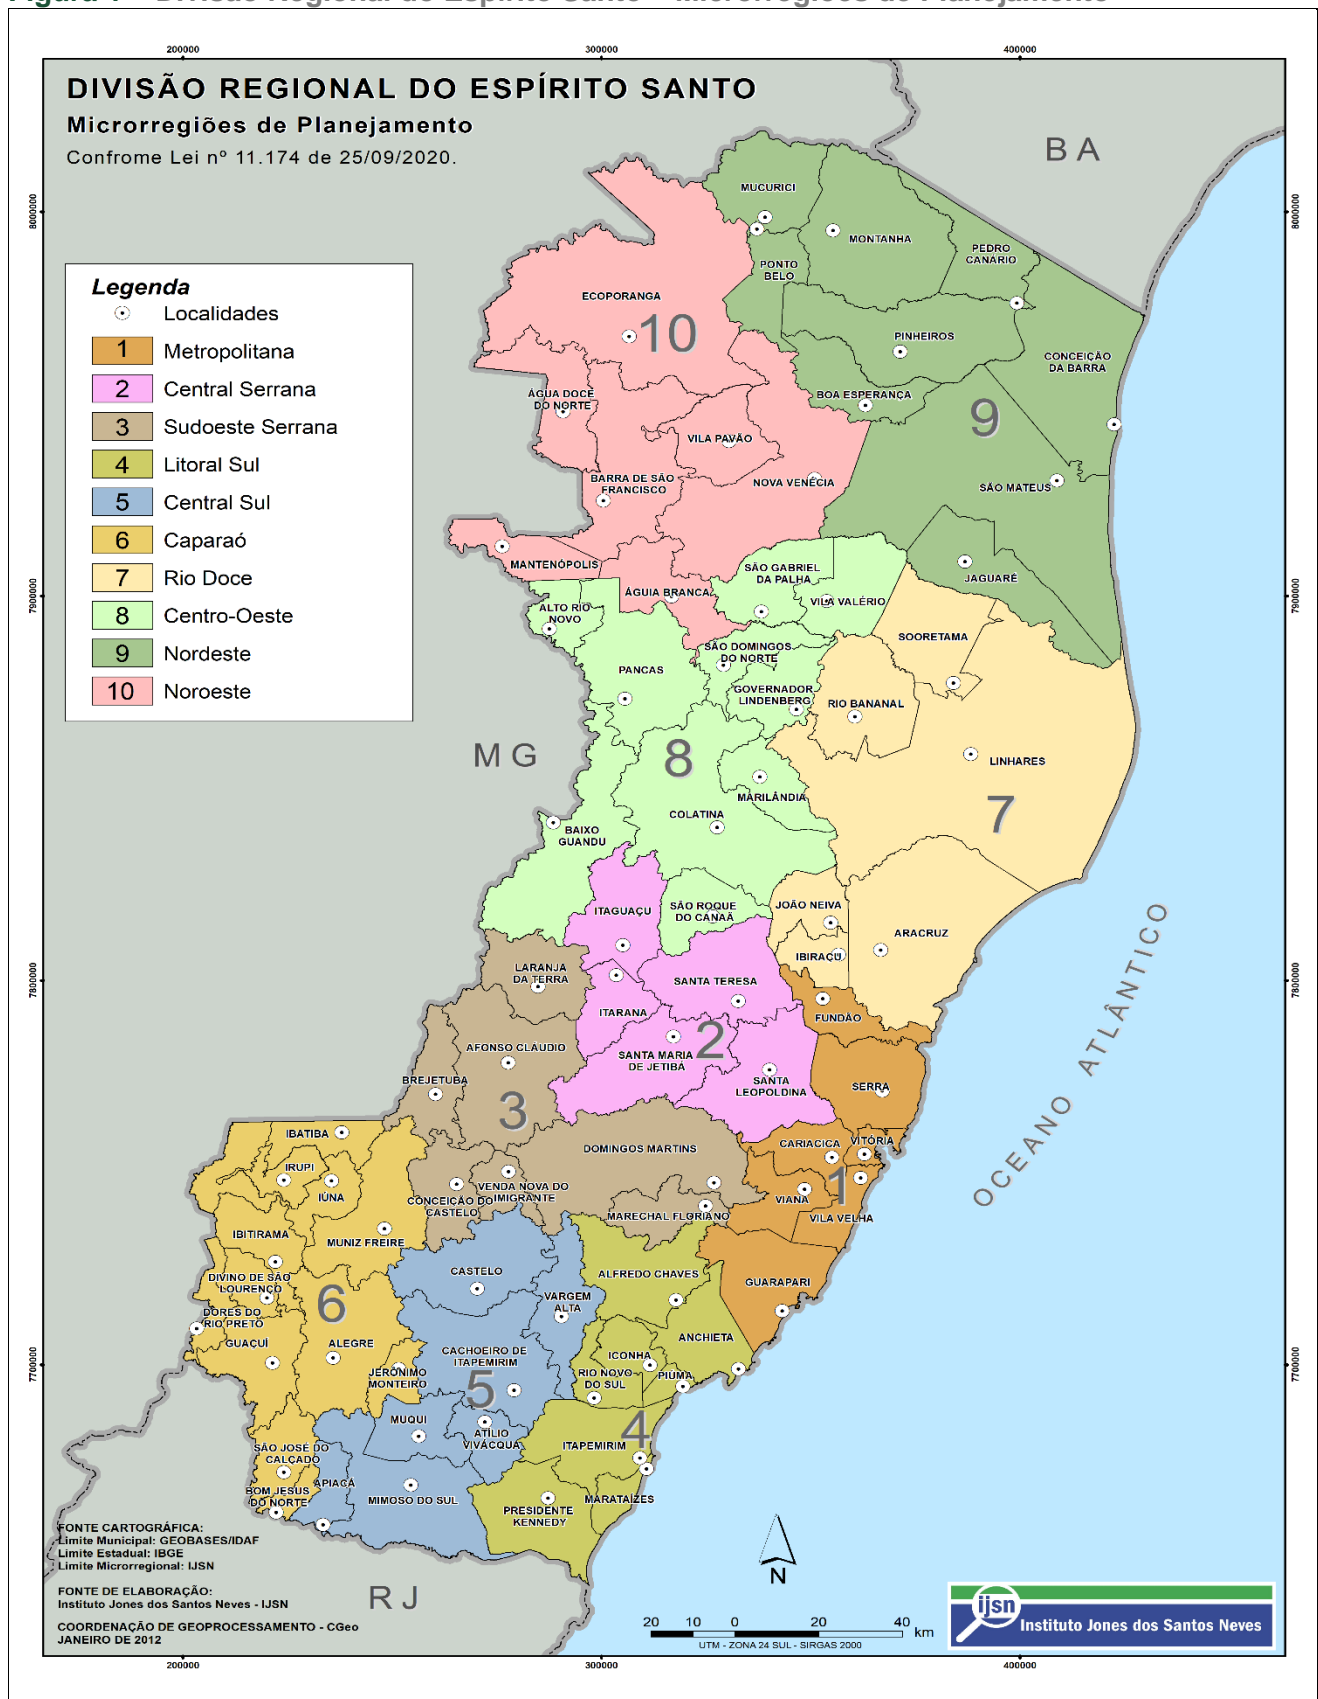 DIVISÃO REGIONAL DO ESPÍRITO SANTO
Microrregiões de Planejamento
Confrome Lei nº 11.174 de 25/09/2020.
200000
300000
400000
8000000
7900000
7800000
7700000
8000000
7900000
7800000
7700000
B A
M G
R J
OCEANO ATLÂNTICO
Legenda
Localidades
1 Metropolitana
2 Central Serrana
3 Sudoeste Serrana
4 Litoral Sul
5 Central Sul
6 Caparaó
7 Rio Doce
8 Centro-Oeste
9 Nordeste
10 Noroeste
MUCURICI
MONTANHA
PEDRO
CANÁRIO
PONTO
BELO
ECOPORANGA
10
PINHEIROS
CONCEIÇÃO
DA BARRA
ÁGUA DOCE
DO NORTE
BOA ESPERANÇA
9
VILA PAVÃO
BARRA DE SÃO
FRANCISCO
NOVA VENÉCIA
SÃO MATEUS
MANTENÓPOLIS
SÃO GABRIEL
DA PALHA
JAGUARÉ
ÁGUIA BRANCA
VILA VALÉRIO
ALTO RIO
NOVO
SOORETAMA
SÃO DOMINGOS
DO NORTE
PANCAS
GOVERNADOR
LINDENBERG
RIO BANANAL
8
LINHARES
MARILÂNDIA
7
COLATINA
BAIXO
GUANDU
ITAGUAÇU
SÃO ROQUE
DO CANAÃ
JOÃO NEIVA
ARACRUZ
IBIRAÇU
LARANJA
DA TERRA
SANTA TERESA
ITARANA
FUNDÃO
2
AFONSO CLÁUDIO
SANTA MARIA
DE JETIBÁ
BREJETUBA
SANTA
LEOPOLDINA
SERRA
3
IBATIBA
DOMINGOS MARTINS
CARIACICA
VITÓRIA
IRUPI
IÚNA
VENDA NOVA DO
IMIGRANTE
CONCEIÇÃO DO
CASTELO
VIANA
1
MARECHAL FLORIANO
VILA VELHA
IBITIRAMA
MUNIZ FREIRE
CASTELO
ALFREDO CHAVES
GUARAPARI
DIVINO DE SÃO
LOURENÇO
VARGEM
ALTA
6
DORES DO
RIO PRETO
GUAÇUÍ
ALEGRE
CACHOEIRO DE
ITAPEMIRIM
ANCHIETA
ICONHA
JERÔNIMO
MONTEIRO
RIO NOVO
DO SUL
PIÚMA
5
MUQUI
ATÍLIO
VIVÁCQUA
4
ITAPEMIRIM
SÃO JOSÉ DO
CALÇADO
APIACÁ
BOM JESUS
DO NORTE
MIMOSO DO SUL
MARATAÍZES
PRESIDENTE
KENNEDY
FONTE CARTOGRÁFICA:
Limite Municipal: GEOBASES/IDAF
Limite Estadual: IBGE
Limite Microrregional: IJSN
FONTE DE ELABORAÇÃO:
Instituto Jones dos Santos Neves - IJSN
COORDENAÇÃO DE GEOPROCESSAMENTO - CGeo
JANEIRO DE 2012
N
20 10 0 20 40 km
UTM - ZONA 24 SUL - SIRGAS 2000
ijsn
Instituto Jones dos Santos Neves
200000
300000
400000